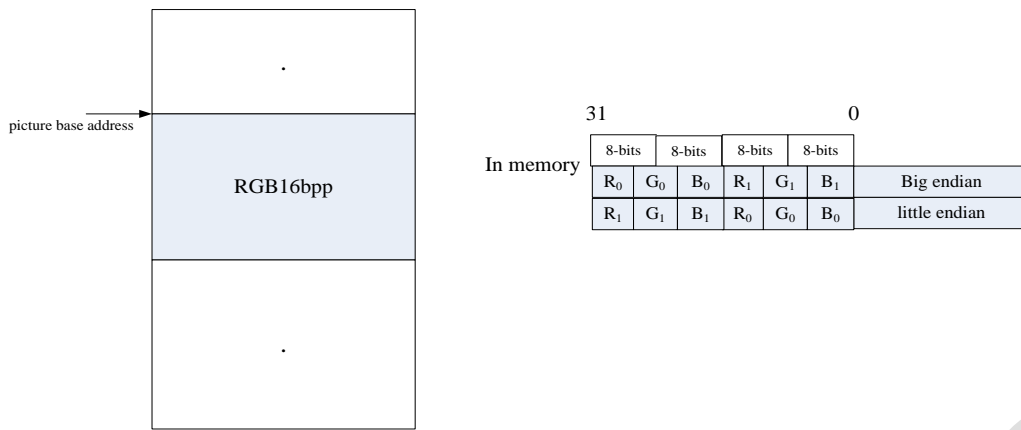 .
picture base address
RGB16bpp
.
31 0
In memory
8-bits 8-bits 8-bits 8-bits
R₀ G₀ B₀ R₁ G₁ B₁ Big endian
R₁ G₁ B₁ R₀ G₀ B₀ little endian